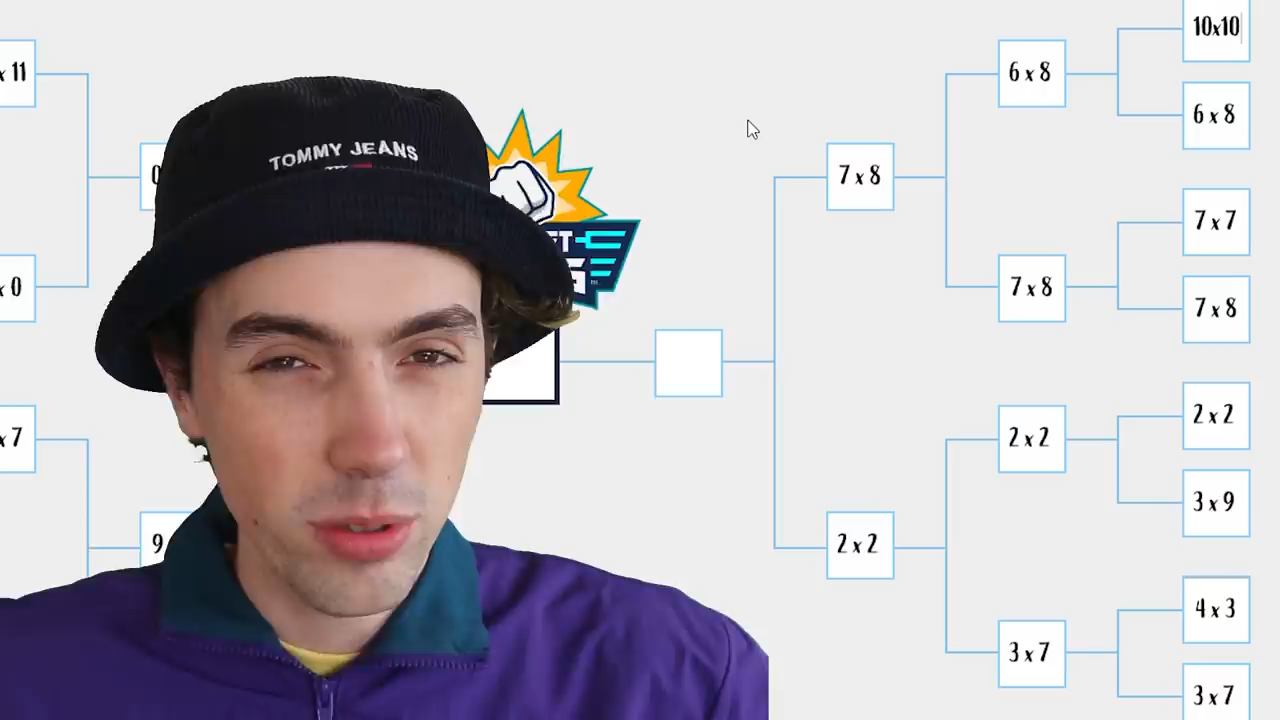 10x10
6 x 8
x 11
6 x 8
TOMMY JEANS
7 x 8
7 x 7
x 0
7 x 8
7 x 8
2 x 2
x 7
2 x 2
3 x 9
9
2 x 2
4 x 3
3 x 7
3 x 7